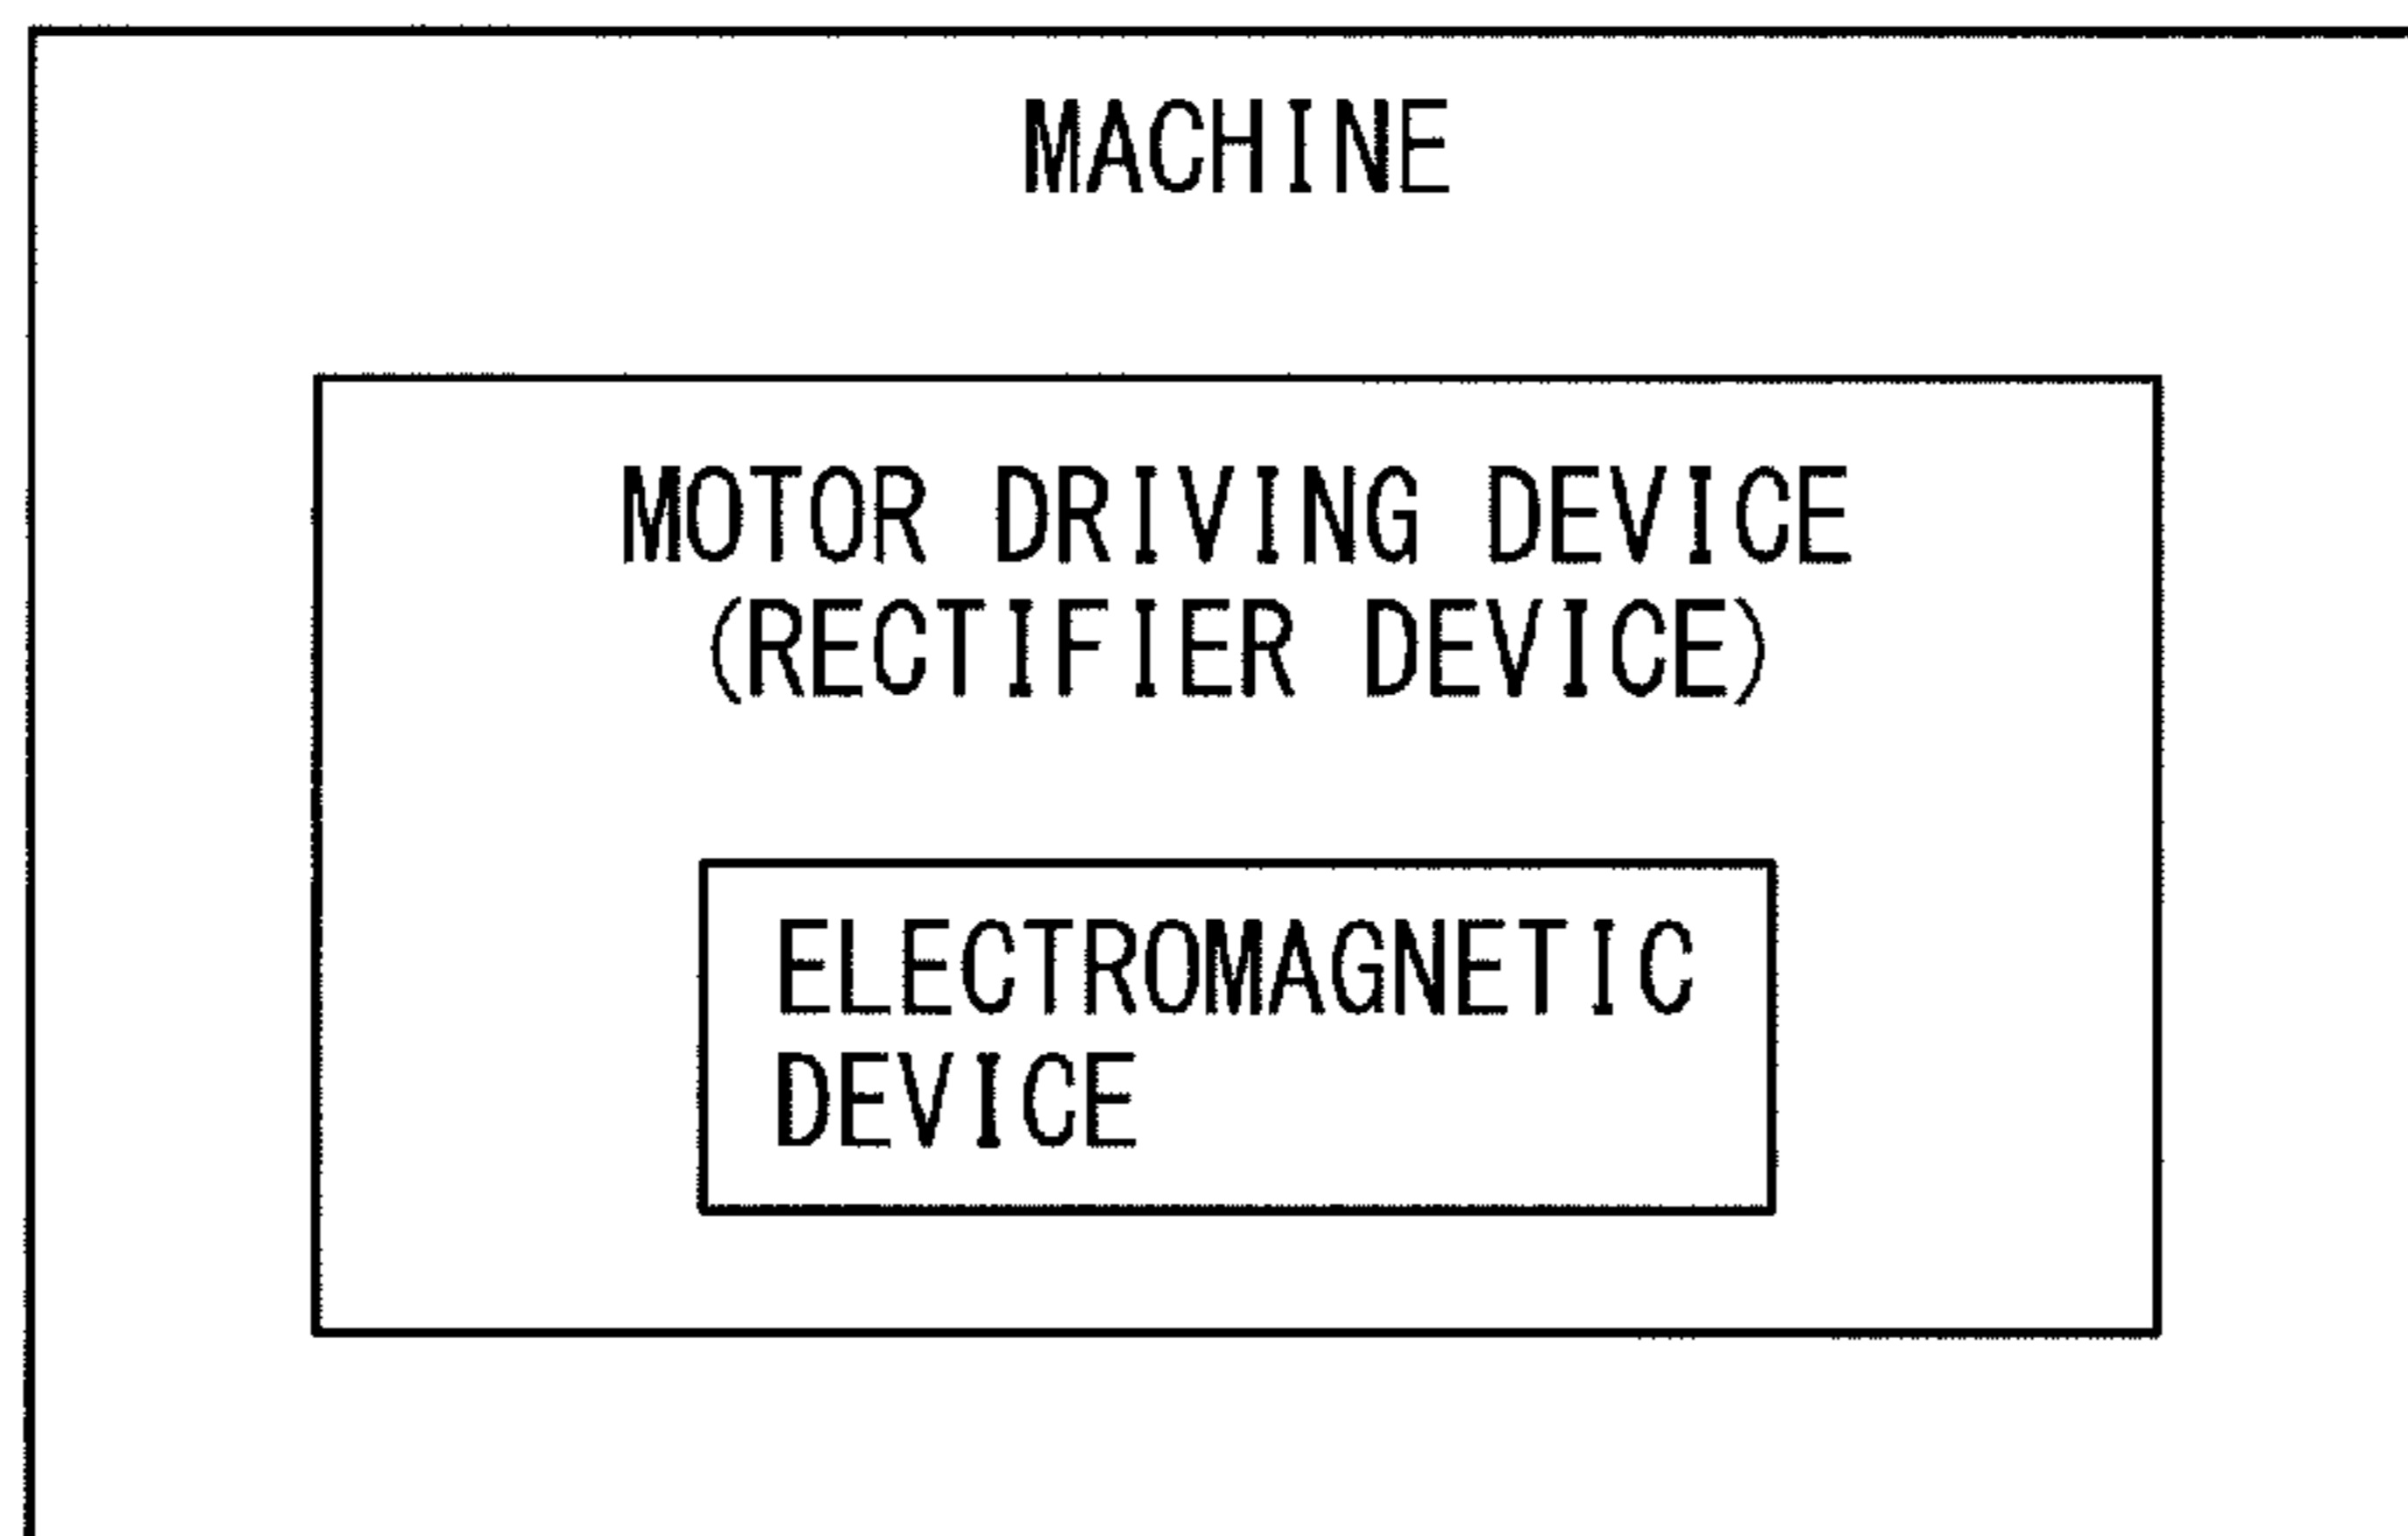 MACHINE
MOTOR DRIVING DEVICE
(RECTIFIER DEVICE)
ELECTROMAGNETIC
DEVICE